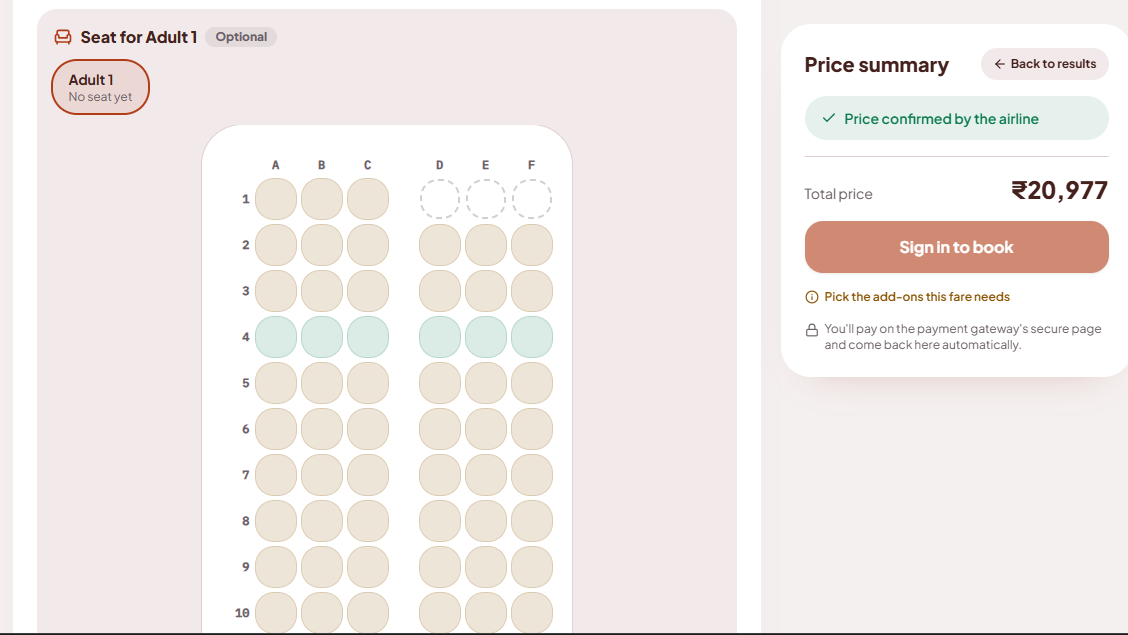 Seat for Adult 1 Optional
Adult 1
No seat yet
A B C D E F
1
2
3
4
5
6
7
8
9
10
Price summary
← Back to results
Price confirmed by the airline
Total price ₹20,977
Sign in to book
Pick the add-ons this fare needs
You'll pay on the payment gateway's secure page
and come back here automatically.